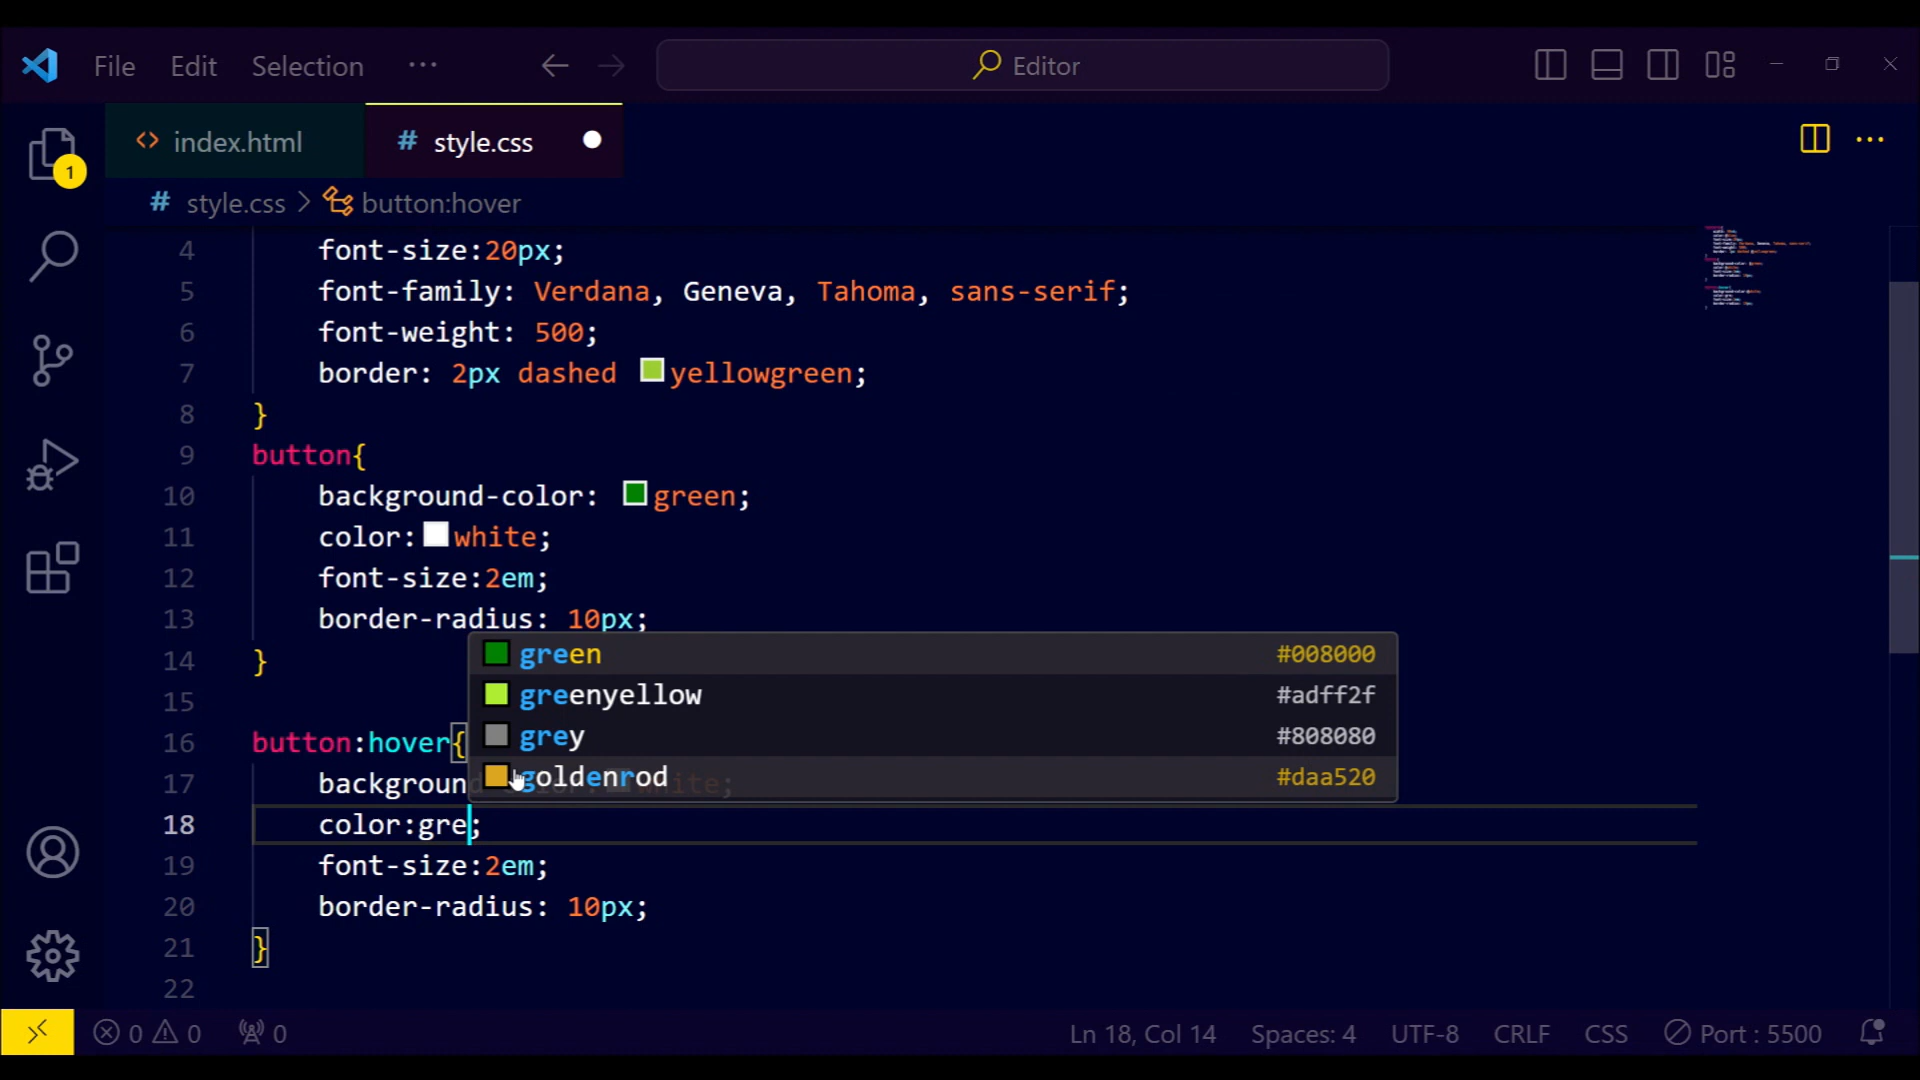 File Edit Selection ··· Editor
index.html # style.css
# style.css > button:hover
1
4 font-size:20px;
5 font-family: Verdana, Geneva, Tahoma, sans-serif;
6 font-weight: 500;
7 border: 2px dashed yellowgreen;
8 }
9 button{
10 background-color: green;
11 color:white;
12 font-size:2em;
13 border-radius: 10px;
green #008000
14 }
greenyellow #adff2f
15
grey #808080
16 button:hover{
goldenrod #daa520
17 background-color: white;
18 color:gre;
19 font-size:2em;
20 border-radius: 10px;
21 }
22
0 0 0 Ln 18, Col 14 Spaces: 4 UTF-8 CRLF CSS Port : 5500